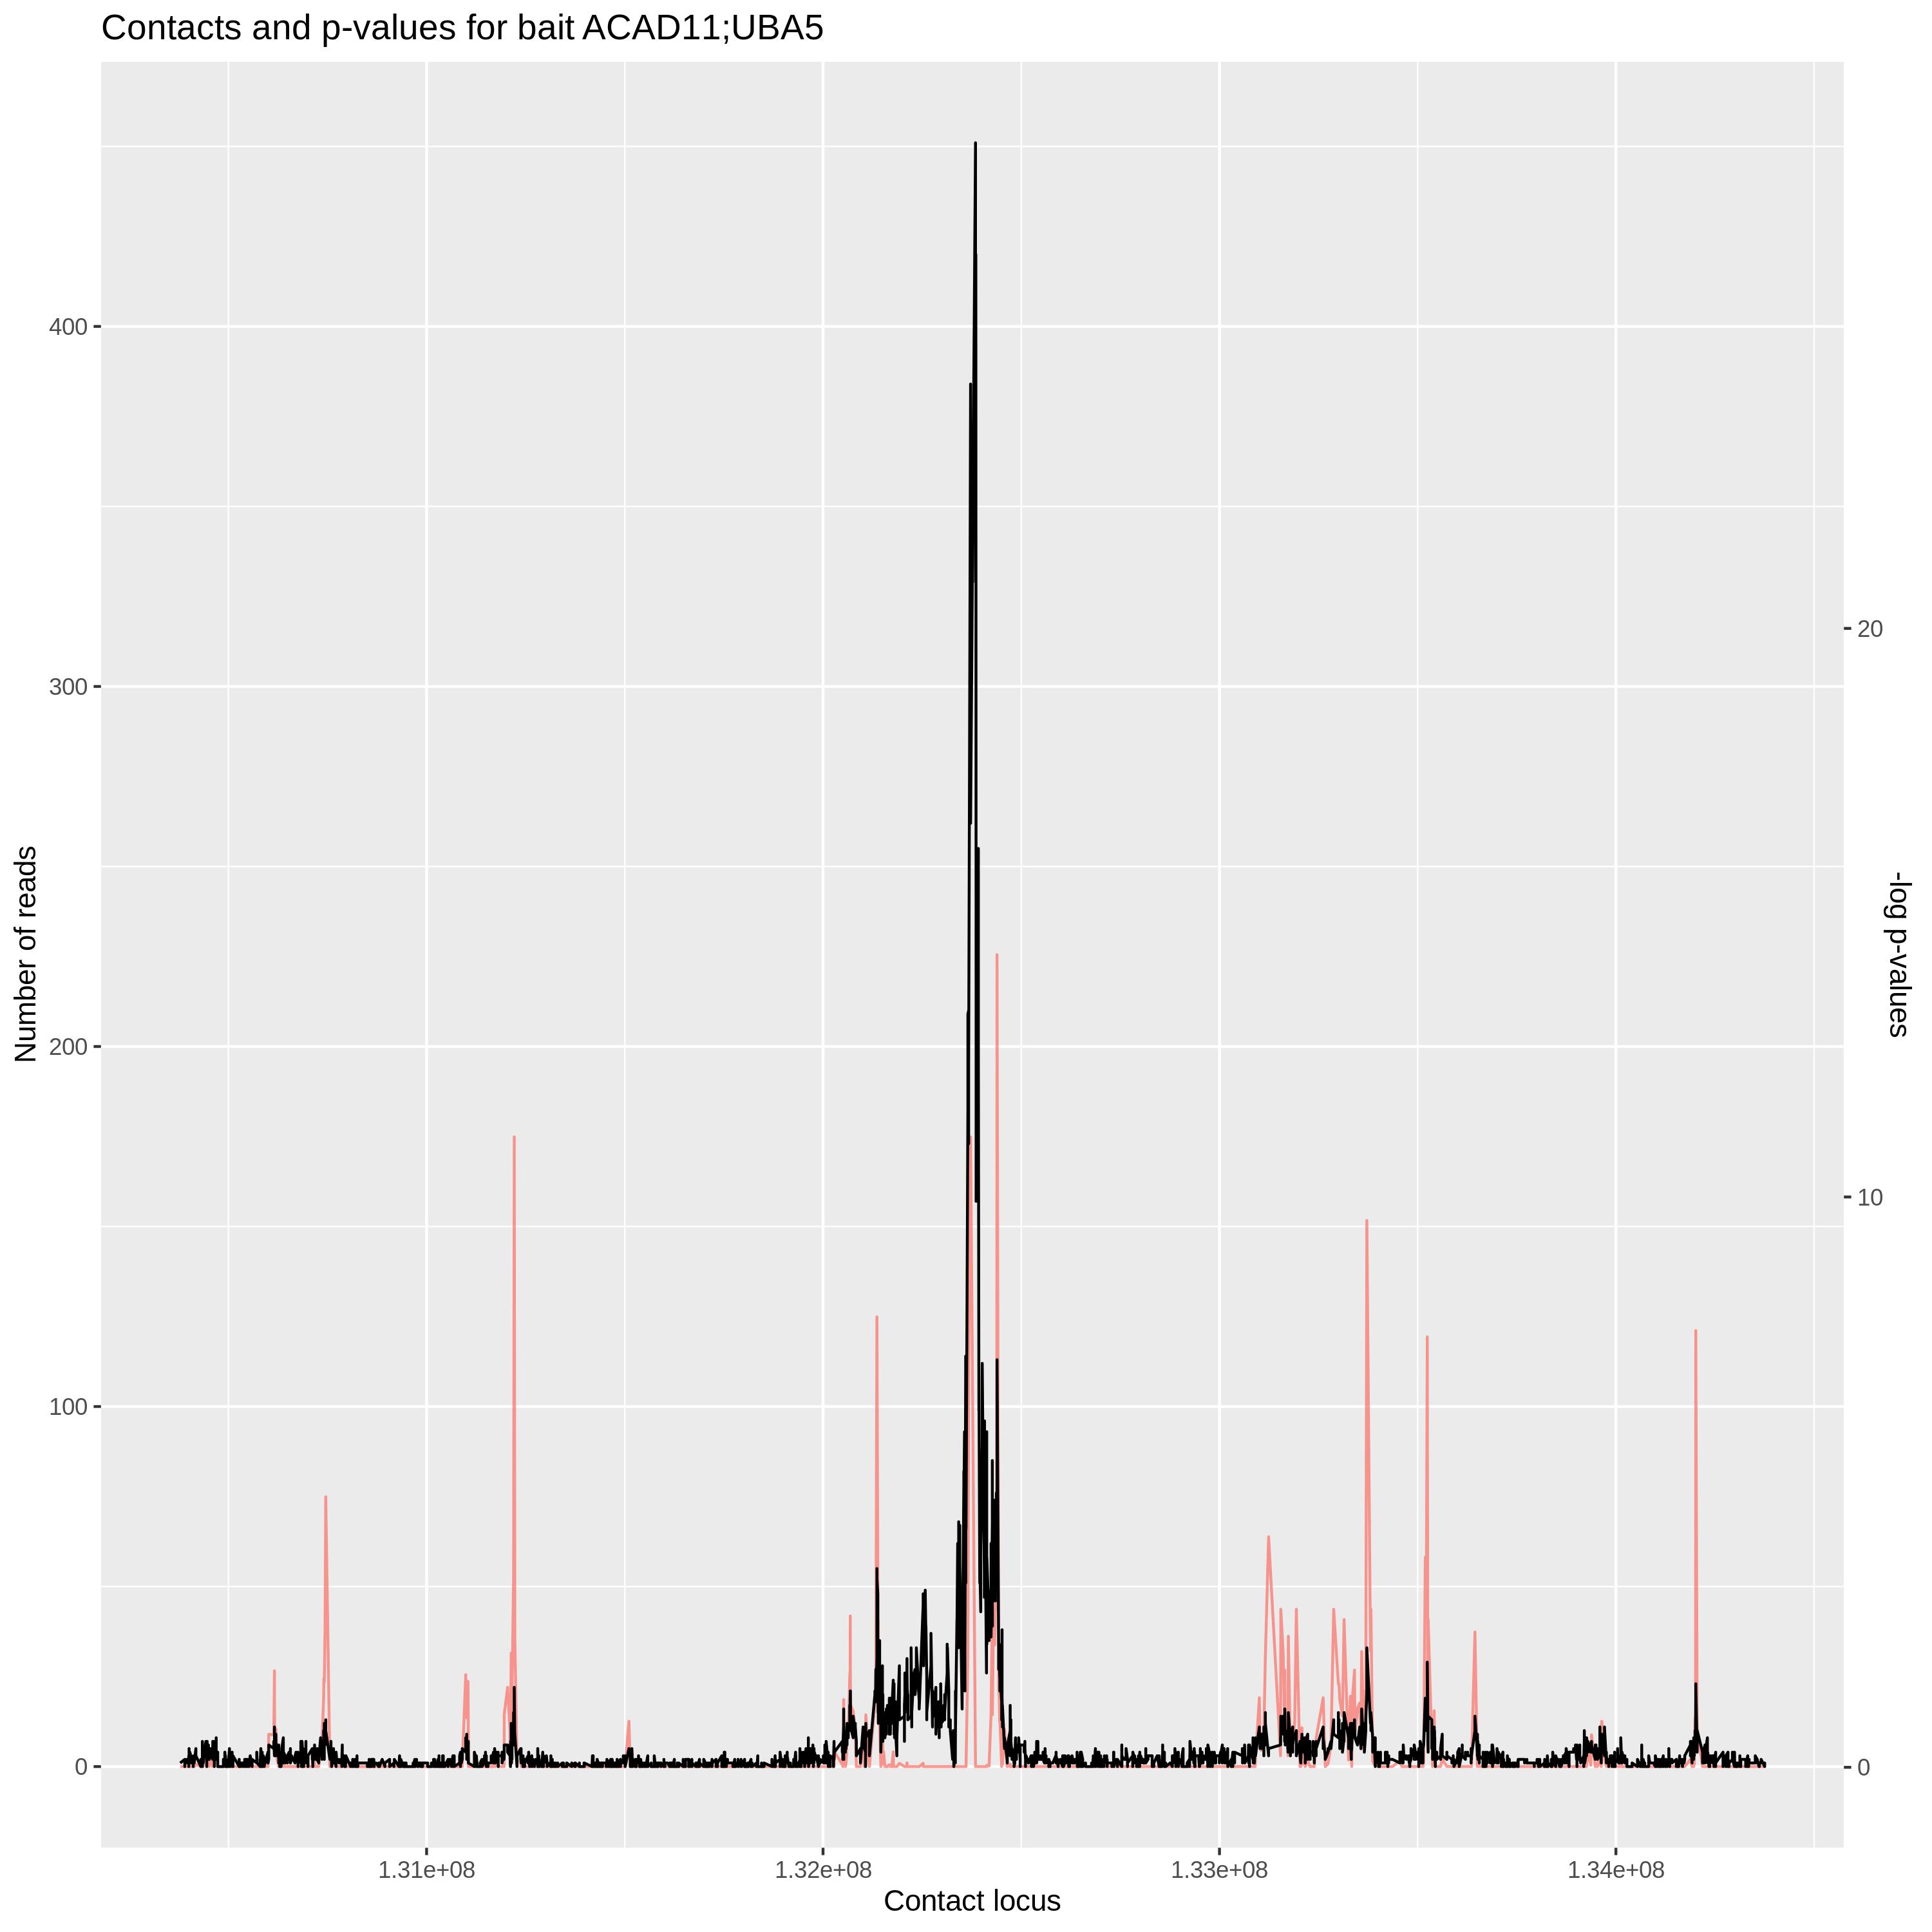 Contacts and p-values for bait ACAD11;UBA5
Number of reads
400
300
200
100
0
20
10
0
-log p-values
1.31e+08
1.32e+08
1.33e+08
1.34e+08
Contact locus